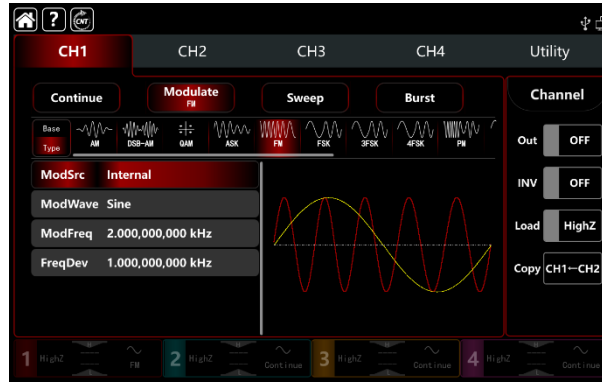 ? CNT
CH1 CH2 CH3 CH4 Utility
Continue Modulate Sweep Burst Channel
FM
Base
Type AM DSB-AM QAM ASK FM FSK 3FSK 4FSK PM
Out OFF
ModSrc Internal
INV OFF
ModWave Sine
Load HighZ
ModFreq 2.000,000,000 kHz
FreqDev 1.000,000,000 kHz
Copy CH1←CH2
1 HighZ FM 2 HighZ Continue 3 HighZ Continue 4 HighZ Continue